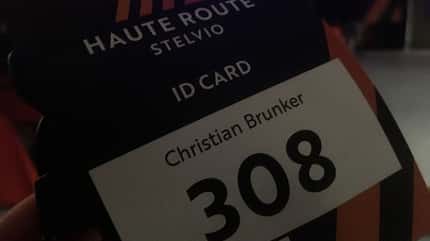 HAUTE ROUTE
STELVIO
ID CARD
Christian Brunker
308